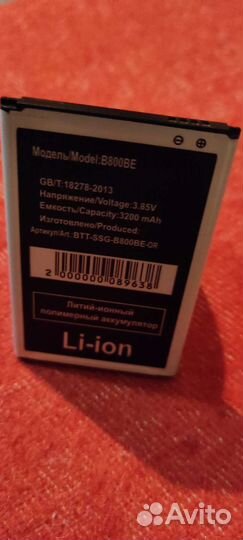 Модель/Model:B800BE
GB/T:18278-2013
Напряжение/Voltage: 3.85V
Емкость/Capacity: 3200 mAh
Изготовлено/Produced:
Артикул/Art.: BTT-SSG-B800BE-OR
2 000000 089638
Литий-ионный
полимерный аккумулятор
Li-ion
Avito